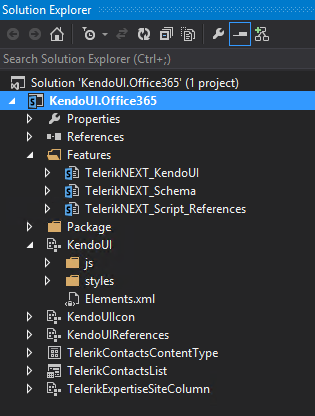 Solution Explorer
Search Solution Explorer (Ctrl+;)
Solution 'KendoUI.Office365' (1 project)
KendoUI.Office365
Properties
References
Features
TelerikNEXT_KendoUI
TelerikNEXT_Schema
TelerikNEXT_Script_References
Package
KendoUI
js
styles
Elements.xml
KendoUIIcon
KendoUIReferences
TelerikContactsContentType
TelerikContactsList
TelerikExpertiseSiteColumn